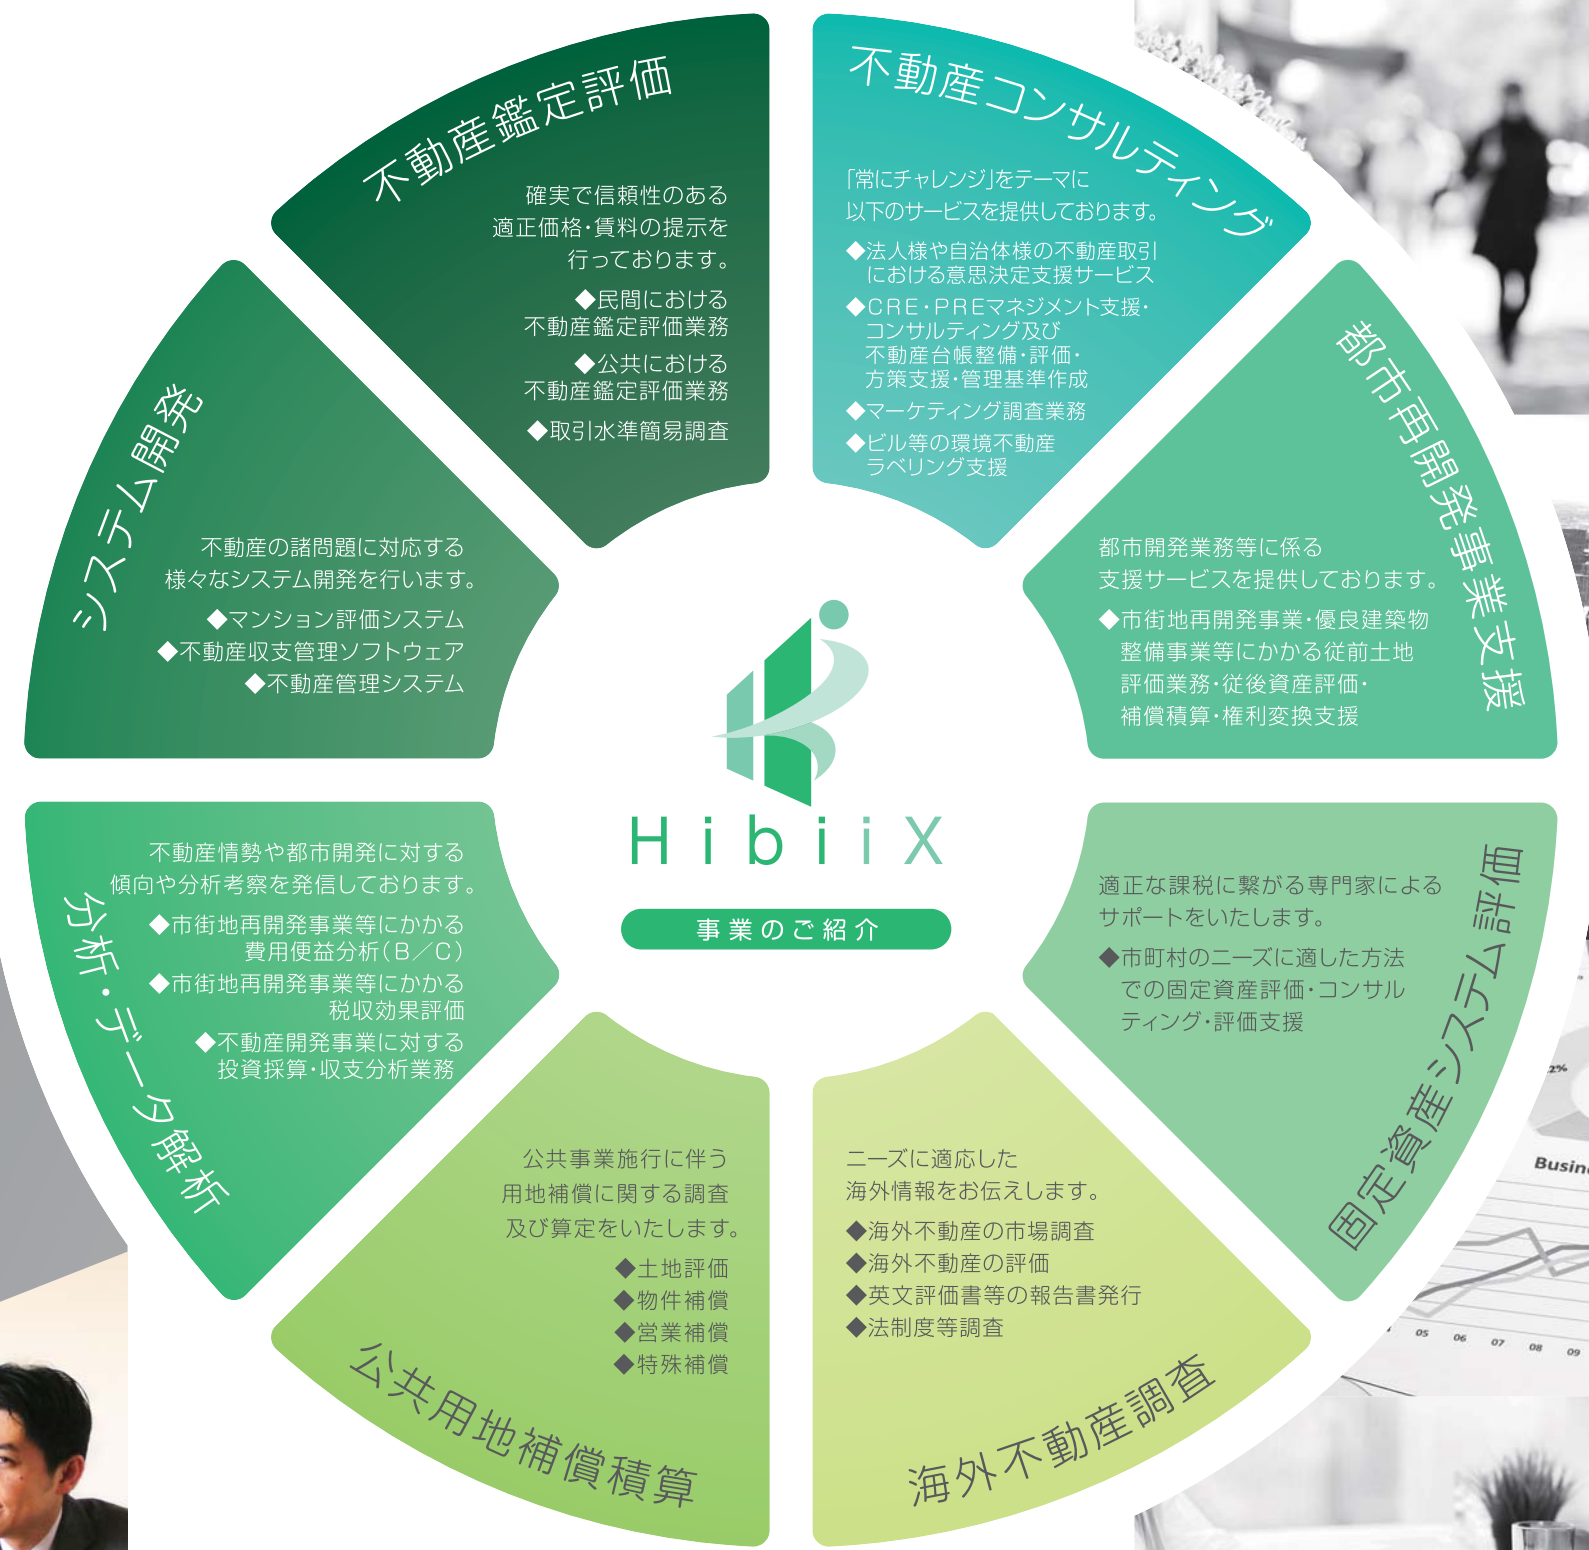 不動産鑑定評価
確実で信頼性のある
適正価格・賃料の提示を
行っております。
◆民間における
不動産鑑定評価業務
◆公共における
不動産鑑定評価業務
◆取引水準簡易調査
不動産コンサルティング
「常にチャレンジ」をテーマに
以下のサービスを提供しております。
◆法人様や自治体様の不動産取引
における意思決定支援サービス
◆CRE・PREマネジメント支援・
コンサルティング及び
不動産台帳整備・評価・
方策支援・管理基準作成
◆マーケティング調査業務
◆ビル等の環境不動産
ラベリング支援
都市再開発事業支援
都市開発業務等に係る
支援サービスを提供しております。
◆市街地再開発事業・優良建築物
整備事業等にかかる従前土地
評価業務・従後資産評価・
補償積算・権利変換支援
固定資産システム評価
適正な課税に繋がる専門家による
サポートをいたします。
◆市町村のニーズに適した方法
での固定資産評価・コンサル
ティング・評価支援
海外不動産調査
ニーズに適応した
海外情報をお伝えします。
◆海外不動産の市場調査
◆海外不動産の評価
◆英文評価書等の報告書発行
◆法制度等調査
公共用地補償積算
公共事業施行に伴う
用地補償に関する調査
及び算定をいたします。
◆土地評価
◆物件補償
◆営業補償
◆特殊補償
分析・データ解析
不動産情勢や都市開発に対する
傾向や分析考察を発信しております。
◆市街地再開発事業等にかかる
費用便益分析(B/C)
◆市街地再開発事業等にかかる
税収効果評価
◆不動産開発事業に対する
投資採算・収支分析業務
システム開発
不動産の諸問題に対応する
様々なシステム開発を行います。
◆マンション評価システム
◆不動産収支管理ソフトウェア
◆不動産管理システム
HibiiX
事業のご紹介
2%
Busin
05 06 07 08 09